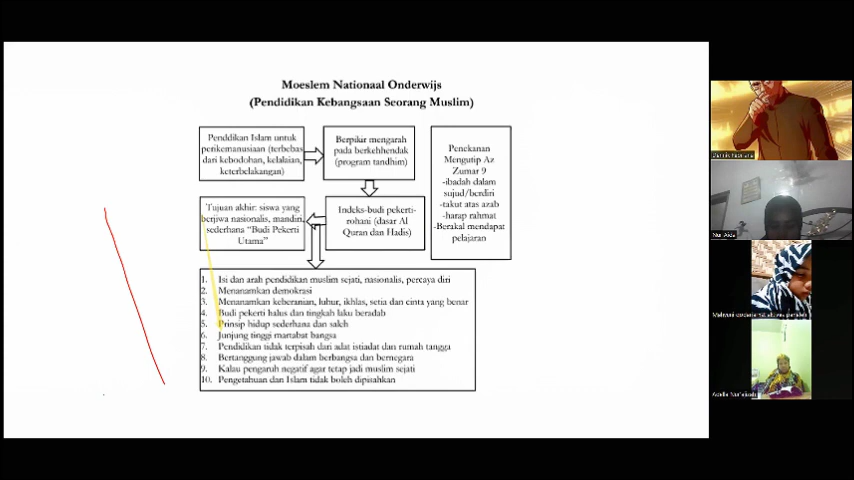 Moeslem Nationaal Onderwijs
(Pendidikan Kebangsaan Seorang Muslim)
Penddikan Islam untuk
perikemanusiaan (terbebas
dari kebodohan, kelalaian,
keterbelakangan)
Berpikir mengarah
pada berkehhendak
(program tandhim)
Penekanan
Mengutip Az
Zumar 9
-ibadah dalam
sujud/berdiri
-takut atas azab
-harap rahmat
-Berakal mendapat
pelajaran
Tujuan akhir: siswa yang
berjiwa nasionalis, mandiri,
sederhana "Budi Pekerti
Utama"
Indeks-budi pekerti-
rohani (dasar Al
Quran dan Hadis)
1. Isi dan arah pendidikan muslim sejati, nasionalis, percaya diri
2. Menanamkan demokrasi
3. Menanamkan keberanian, luhur, ikhlas, setia dan cinta yang benar
4. Budi pekerti halus dan tingkah laku beradab
5. Prinsip hidup sederhana dan saleh
6. Junjung tinggi martabat bangsa
7. Pendidikan tidak terpisah dari adat istiadat dan rumah tangga
8. Bertanggung jawab dalam berbangsa dan bernegara
9. Kalau pengaruh negatif agar tetap jadi muslim sejati
10. Pengetahuan dan Islam tidak boleh dipisahkan
Nur Aida